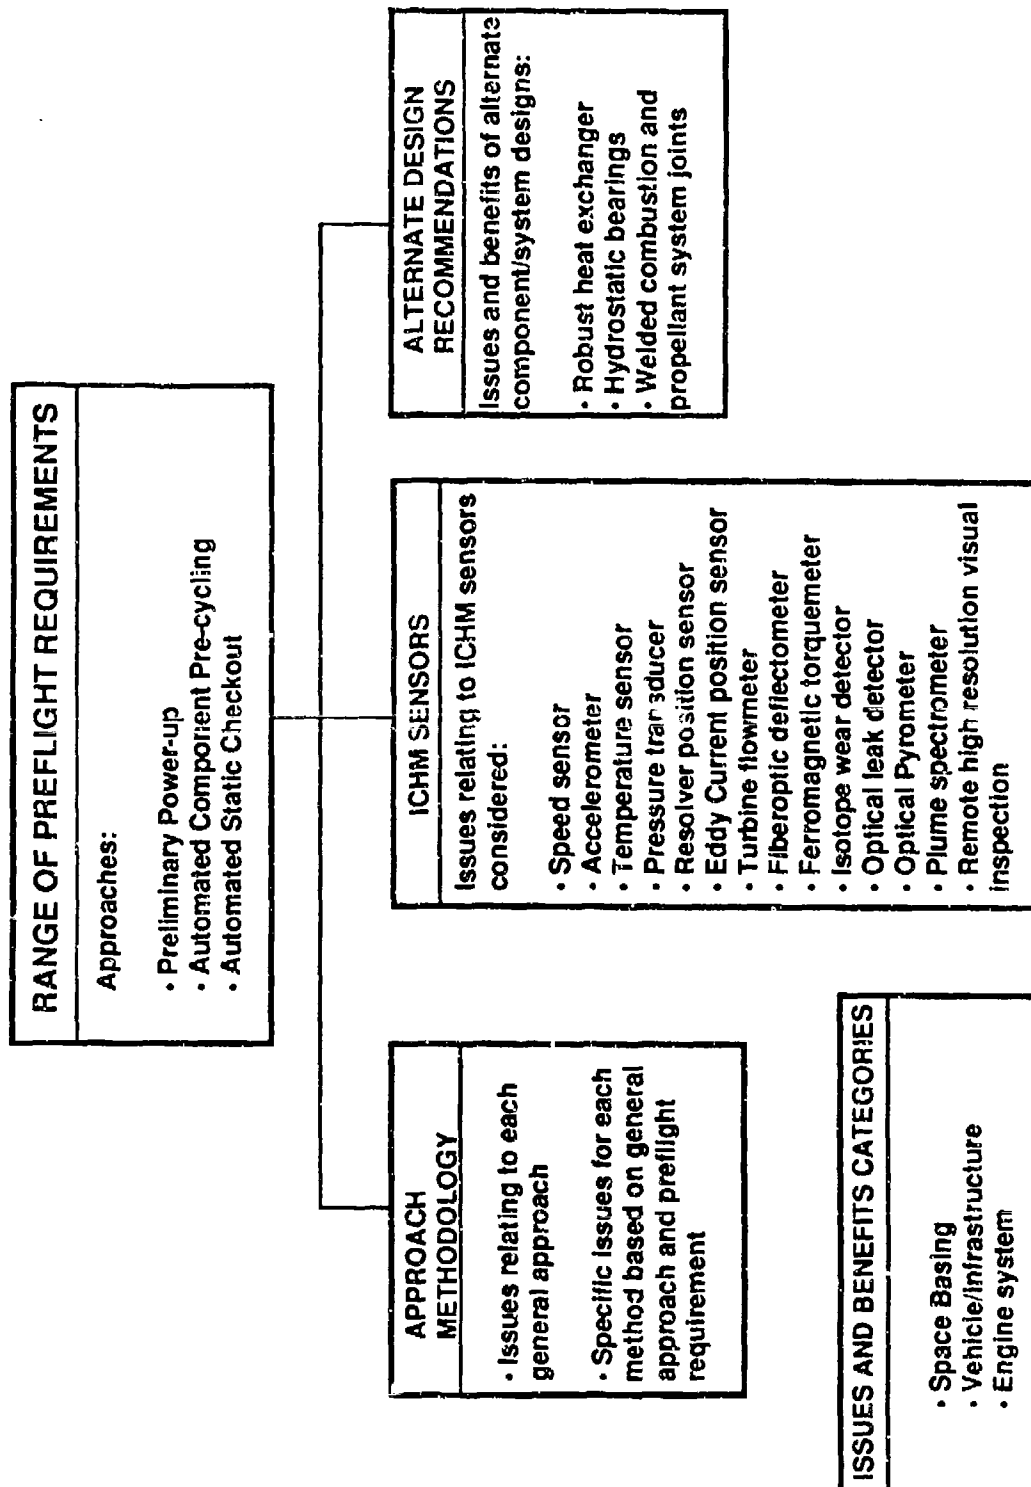 RANGE OF PREFLIGHT REQUIREMENTS
Approaches:
• Preliminary Power-up
• Automated Component Pre-cycling
• Automated Static Checkout
APPROACH
METHODOLOGY
• Issues relating to each
general approach
• Specific issues for each
method based on general
approach and preflight
requirement
ICHM SENSORS
Issues relating to ICHM sensors
considered:
• Speed sensor
• Accelerometer
• Temperature sensor
• Pressure transducer
• Resolver position sensor
• Eddy Current position sensor
• Turbine flowmeter
• Fiberoptic deflectometer
• Ferromagnetic torquemeter
• Isotope wear detector
• Optical leak detector
• Optical Pyrometer
• Plume spectrometer
• Remote high resolution visual
inspection
ALTERNATE DESIGN
RECOMMENDATIONS
Issues and benefits of alternate
component/system designs:
• Robust heat exchanger
• Hydrostatic bearings
• Welded combustion and
propellant system joints
ISSUES AND BENEFITS CATEGORIES
• Space Basing
• Vehicle/Infrastructure
• Engine system